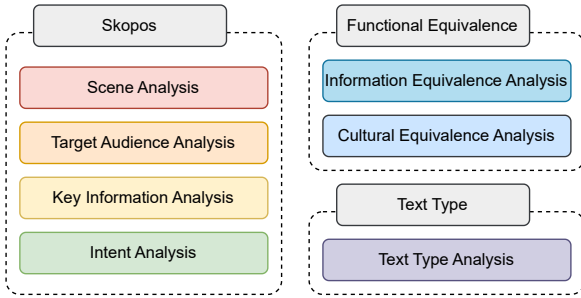 Skopos
Scene Analysis
Target Audience Analysis
Key Information Analysis
Intent Analysis
Functional Equivalence
Information Equivalence Analysis
Cultural Equivalence Analysis
Text Type
Text Type Analysis